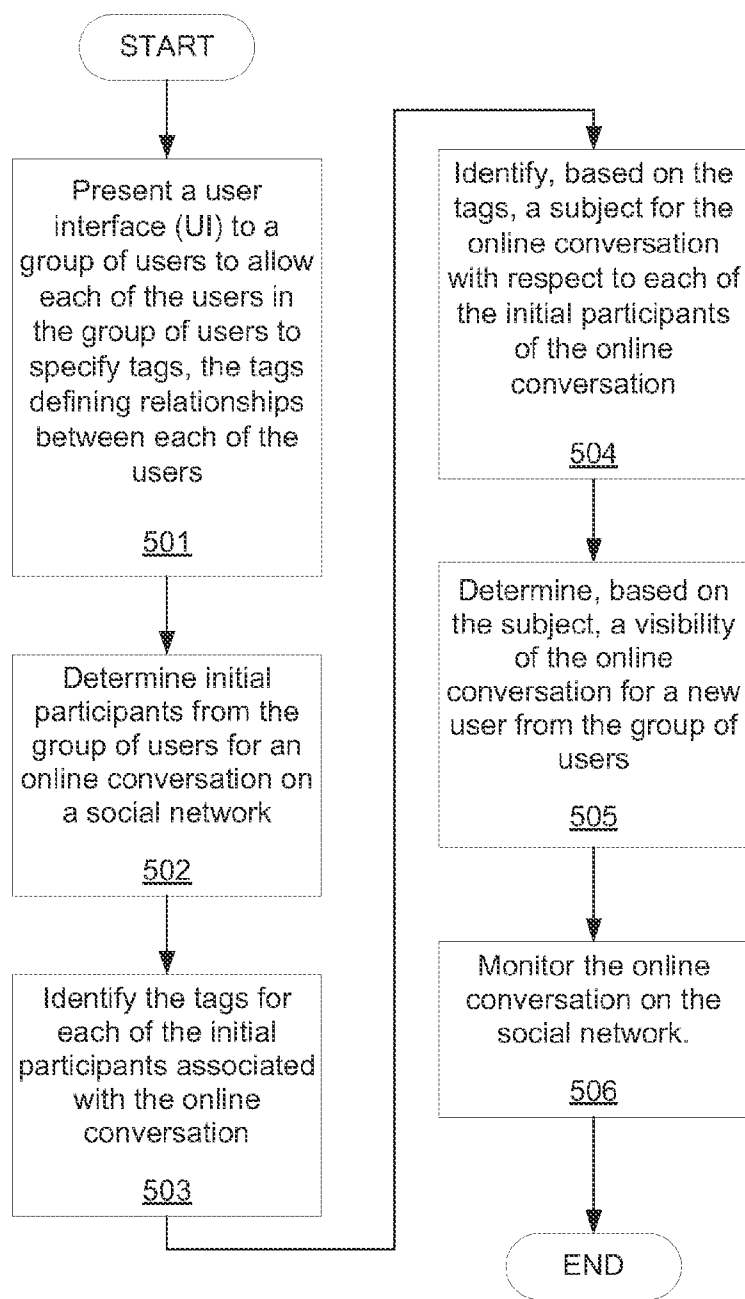 START
Present a user
interface (UI) to a
group of users to allow
each of the users in
the group of users to
specify tags, the tags
defining relationships
between each of the
users
501
Determine initial
participants from the
group of users for an
online conversation on
a social network
502
Identify the tags for
each of the initial
participants associated
with the online
conversation
503
Identify, based on the
tags, a subject for the
online conversation
with respect to each of
the initial participants
of the online
conversation
504
Determine, based on
the subject, a visibility
of the online
conversation for a new
user from the group of
users
505
Monitor the online
conversation on the
social network.
506
END